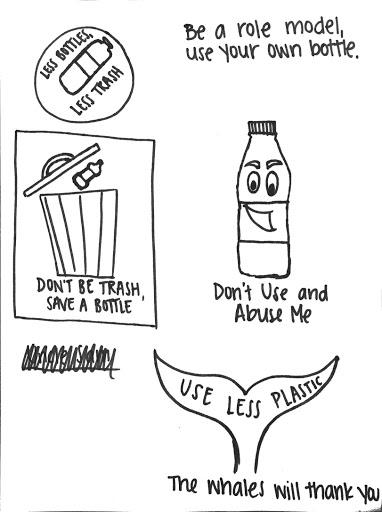 LESS BOTTLES,
LESS TRASH
Be a role model,
use your own bottle.
DON'T BE TRASH,
SAVE A BOTTLE
Don't Use and
Abuse Me
USE LESS PLASTIC
The whales will thank you